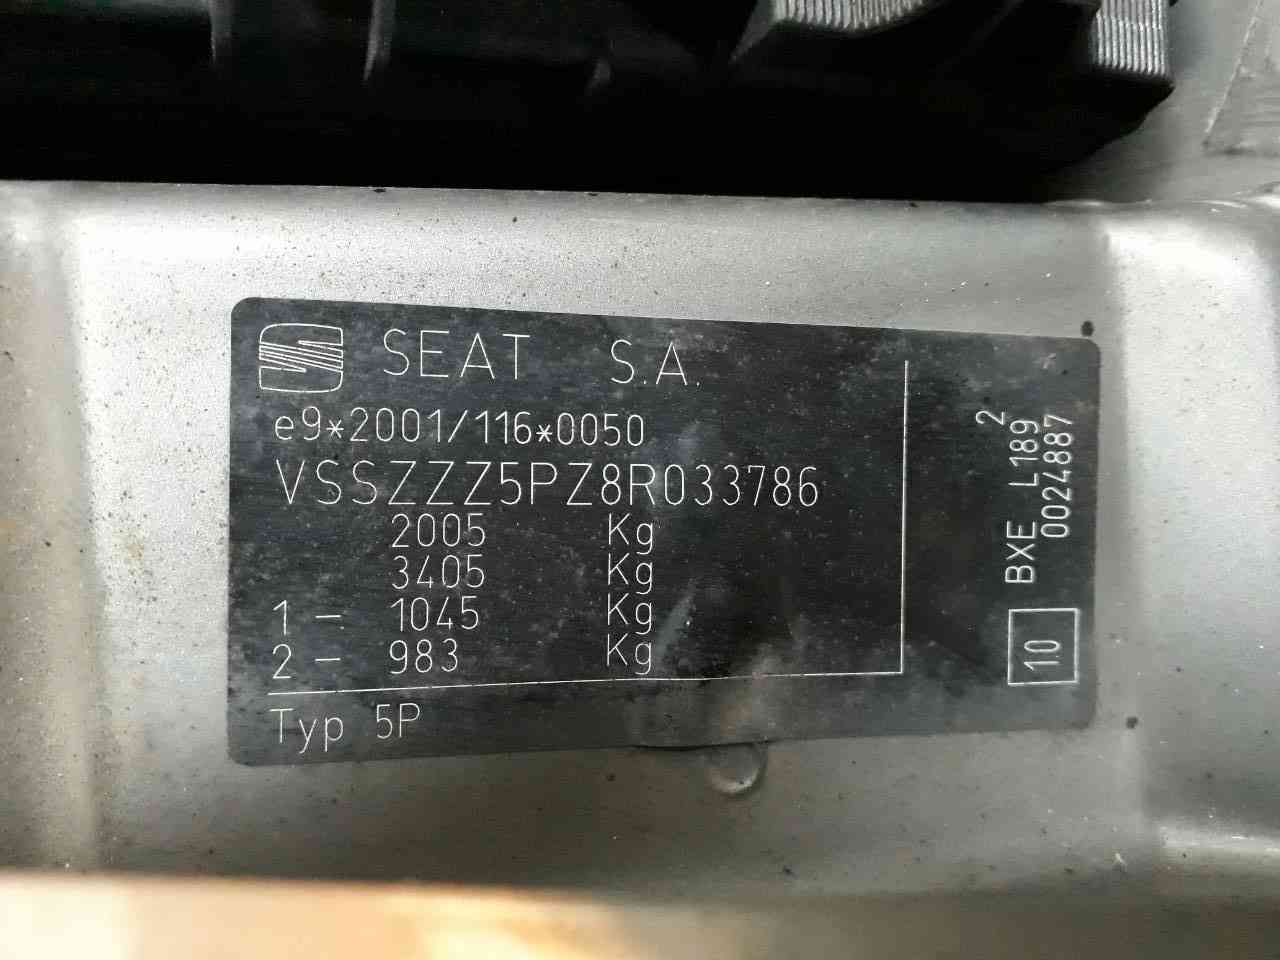 SEAT S.A.
e9*2001/116*0050
VSSZZZ5PZ8R033786
2005 Kg
3405 Kg
1 - 1045 Kg
2 - 983 Kg
Typ 5P
2
BXE L189
0024887
10